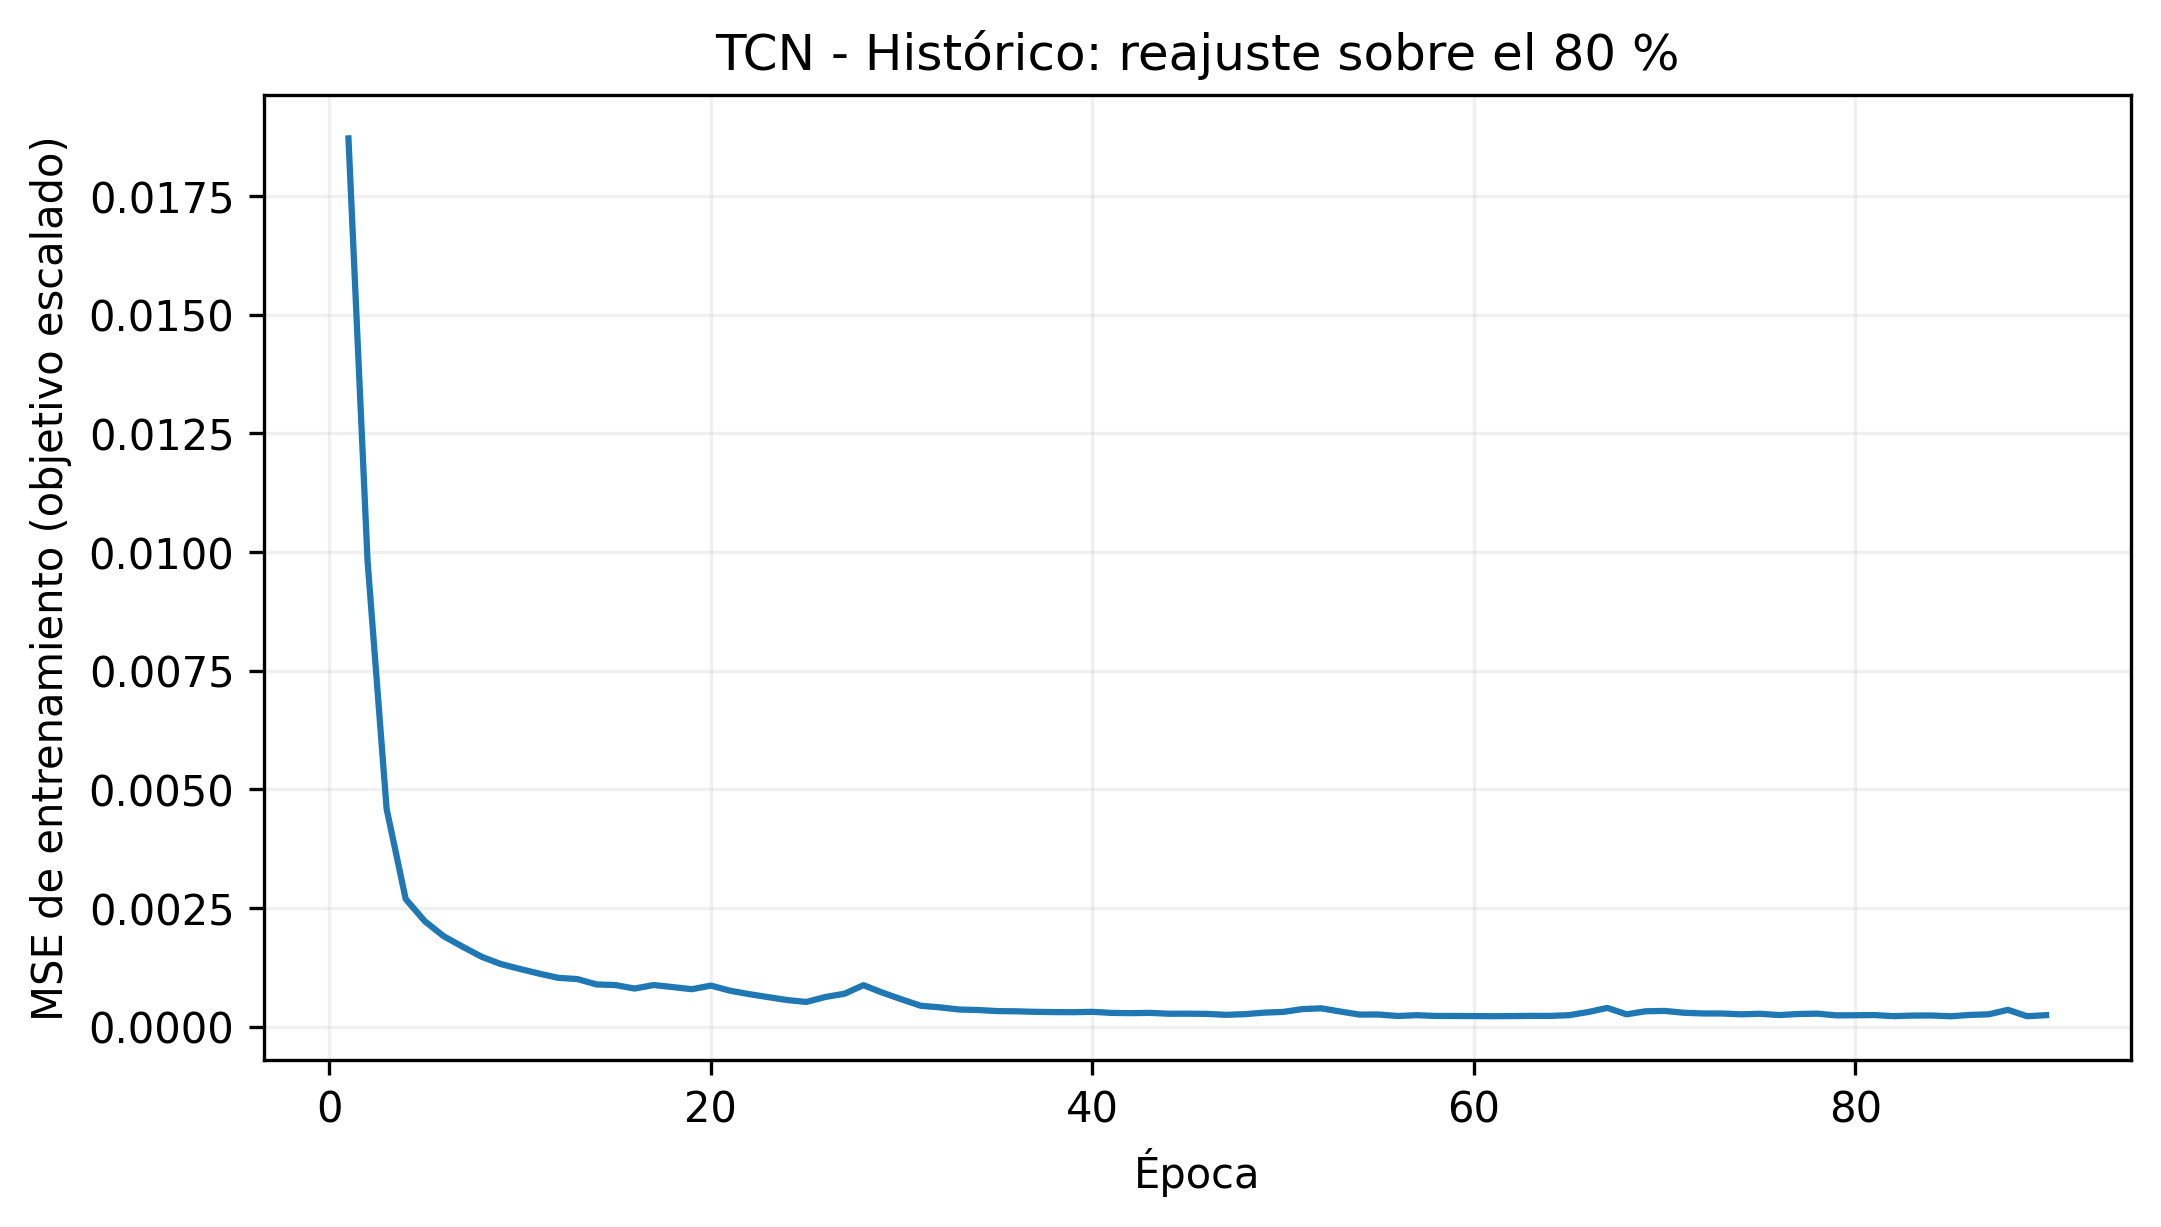 TCN - Histórico: reajuste sobre el 80 %
MSE de entrenamiento (objetivo escalado)
0.0175
0.0150
0.0125
0.0100
0.0075
0.0050
0.0025
0.0000
0 20 40 60 80
Época